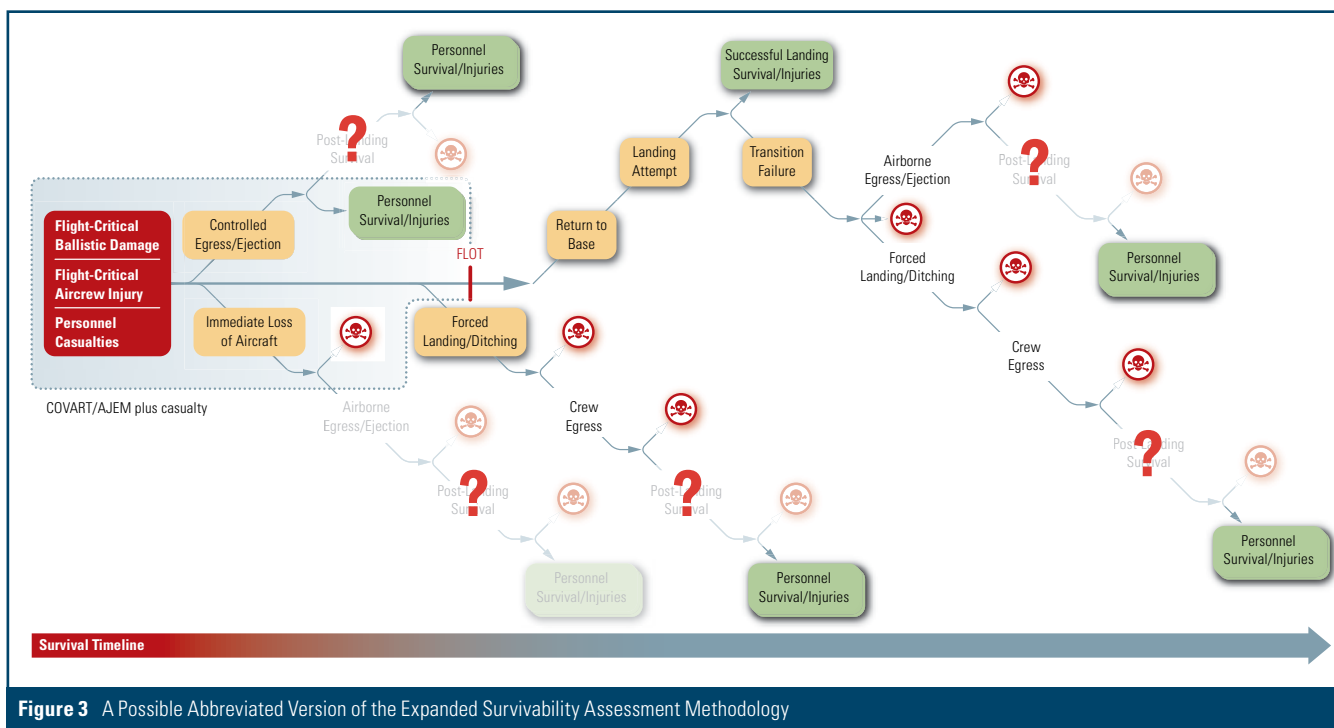 Personnel
Survival/Injuries
Post-Landing
Survival
Flight-Critical
Ballistic Damage
Flight-Critical
Aircrew Injury
Personnel
Casualties
Controlled
Egress/Ejection
Personnel
Survival/Injuries
Immediate Loss
of Aircraft
FLOT
COVART/AJEM plus casualty
Airborne
Egress/Ejection
Post-Landing
Survival
Personnel
Survival/Injuries
Forced
Landing/Ditching
Crew
Egress
Post-Landing
Survival
Personnel
Survival/Injuries
Return to
Base
Landing
Attempt
Successful Landing
Survival/Injuries
Transition
Failure
Airborne
Egress/Ejection
Post-Landing
Survival
Personnel
Survival/Injuries
Forced
Landing/Ditching
Crew
Egress
Post-Landing
Survival
Personnel
Survival/Injuries
?
?
?
?
?
Survival Timeline
Figure 3 A Possible Abbreviated Version of the Expanded Survivability Assessment Methodology